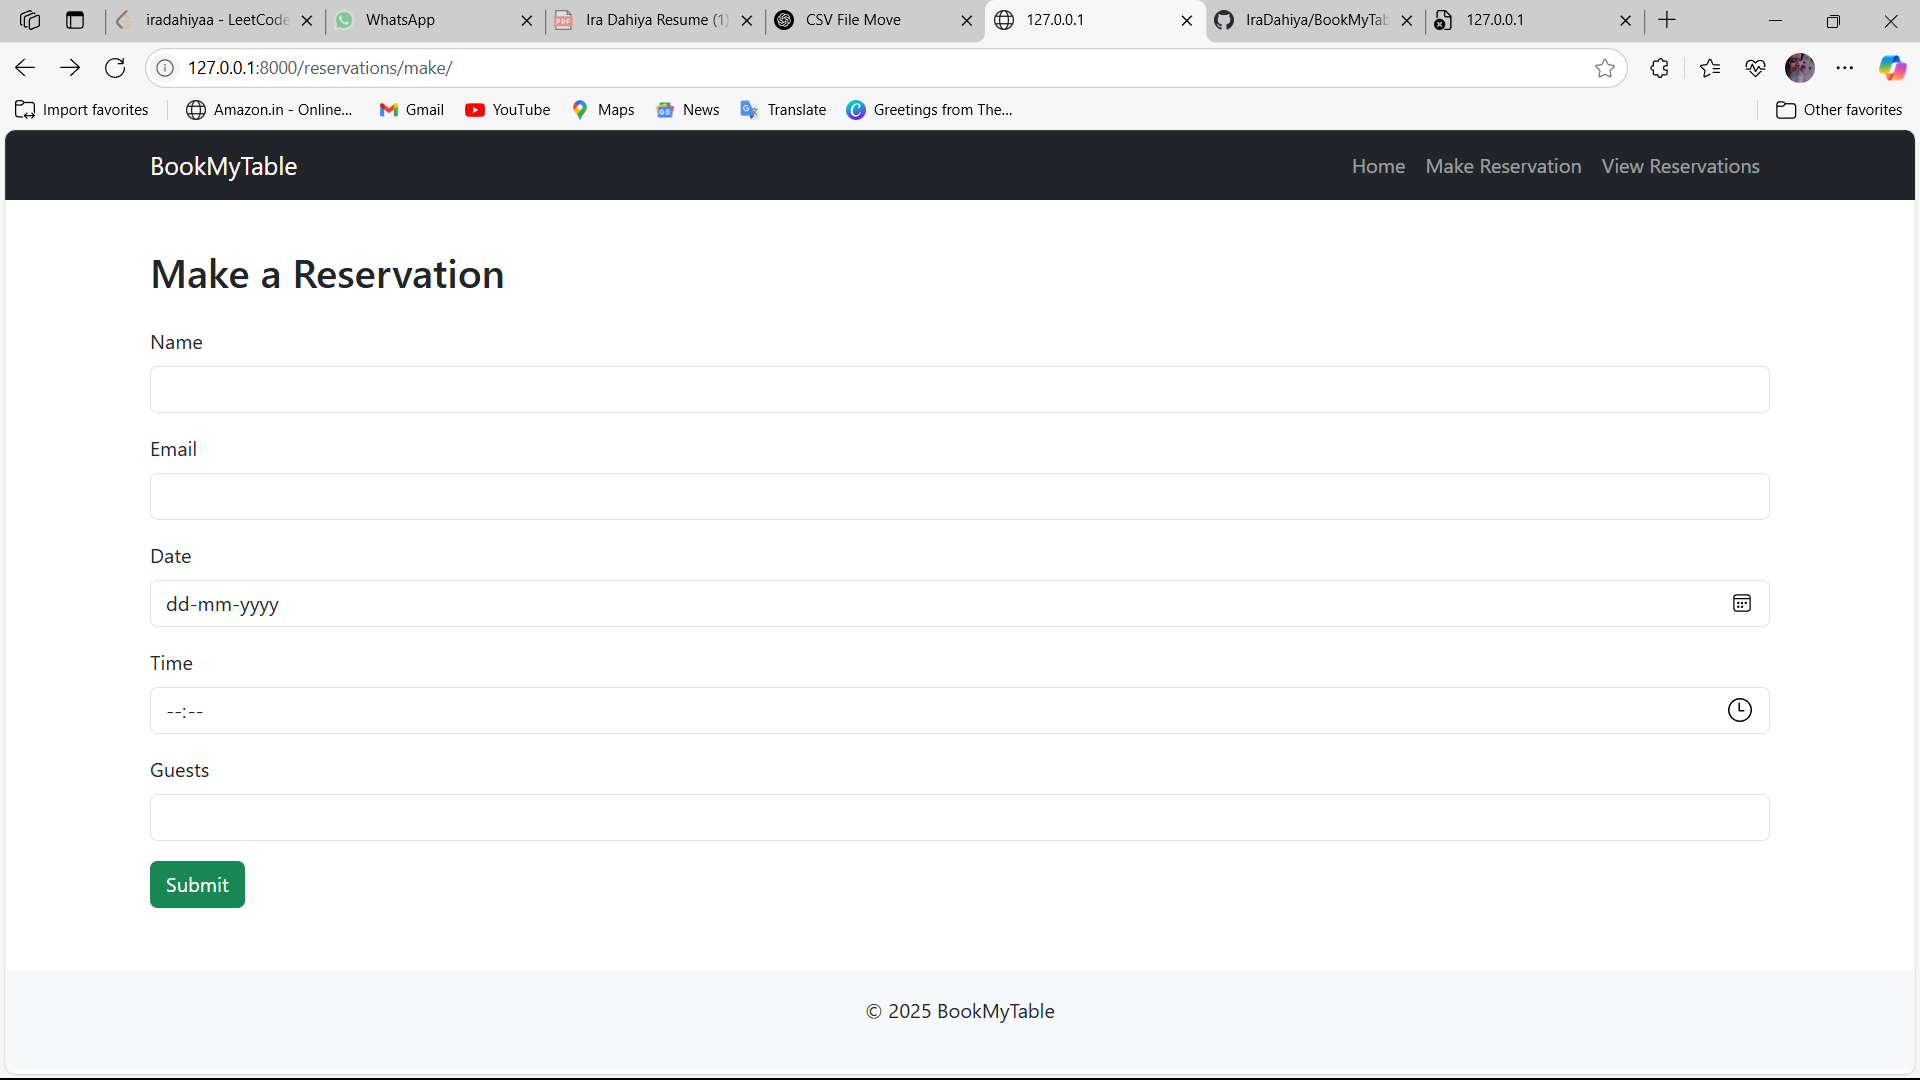 iradahiyaa - LeetCode
WhatsApp
Ira Dahiya Resume (1)
CSV File Move
127.0.0.1
IraDahiya/BookMyTab
127.0.0.1
127.0.0.1:8000/reservations/make/
Import favorites
Amazon.in - Online...
Gmail
YouTube
Maps
News
Translate
Greetings from The...
Other favorites
BookMyTable
Home
Make Reservation
View Reservations
Make a Reservation
Name
Email
Date
dd-mm-yyyy
Time
--:--
Guests
Submit
© 2025 BookMyTable